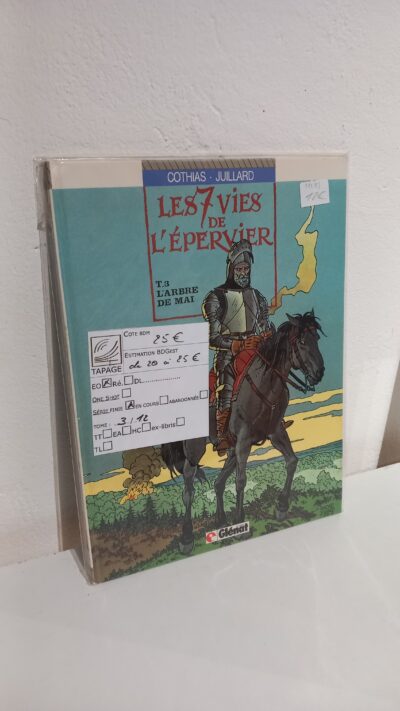 COTHIAS - JUILLARD
LES 7 VIES
DE
L'ÉPERVIER
T.3
L'ARBRE
DE MAI
12€
COTE BDM
25€
ESTIMATION BDGEST
de 20 à 25€
TAPAGE
EO Ré. DL
ONE SHOT
SÉRIE FINIE EN COURS ABANDONNÉE
TOME: 3/12
TT EA HC ex-libris
TL
Glénat